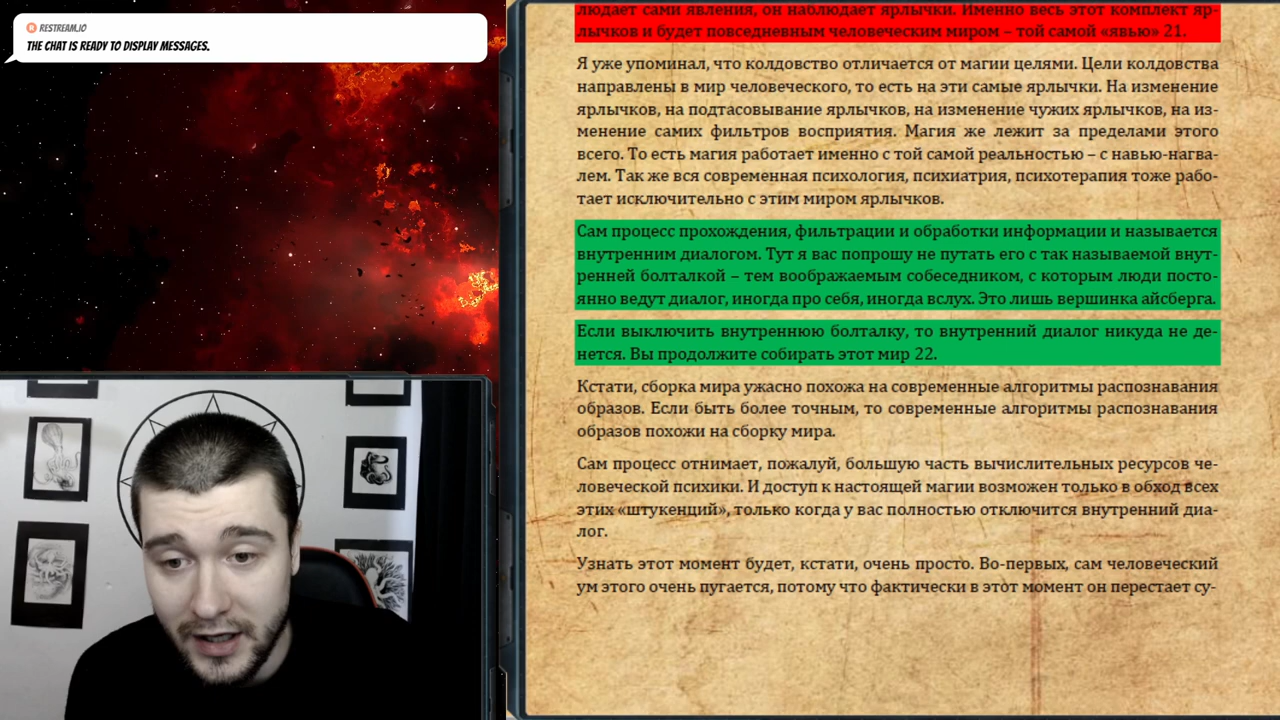 RESTREAM.IO
THE CHAT IS READY TO DISPLAY MESSAGES.
людает сами явления, он наблюдает ярлычки. Именно весь этот комплект яр-
лычков и будет повседневным человеческим миром – той самой «явью» 21.
Я уже упоминал, что колдовство отличается от магии целями. Цели колдовства
направлены в мир человеческого, то есть на эти самые ярлычки. На изменение
ярлычков, на подтасовывание ярлычков, на изменение чужих ярлычков, на из-
менение самих фильтров восприятия. Магия же лежит за пределами этого
всего. То есть магия работает именно с той самой реальностью – с навью-нагва-
лем. Так же вся современная психология, психиатрия, психотерапия тоже рабо-
тает исключительно с этим миром ярлычков.
Сам процесс прохождения, фильтрации и обработки информации и называется
внутренним диалогом. Тут я вас попрошу не путать его с так называемой внут-
ренней болталкой – тем воображаемым собеседником, с которым люди посто-
янно ведут диалог, иногда про себя, иногда вслух. Это лишь вершинка айсберга.
Если выключить внутреннюю болталку, то внутренний диалог никуда не де-
нется. Вы продолжите собирать этот мир 22.
Кстати, сборка мира ужасно похожа на современные алгоритмы распознавания
образов. Если быть более точным, то современные алгоритмы распознавания
образов похожи на сборку мира.
Сам процесс отнимает, пожалуй, большую часть вычислительных ресурсов че-
ловеческой психики. И доступ к настоящей магии возможен только в обход всех
этих «штукенций», только когда у вас полностью отключится внутренний диа-
лог.
Узнать этот момент будет, кстати, очень просто. Во-первых, сам человеческий
ум этого очень пугается, потому что фактически в этот момент он перестает су-